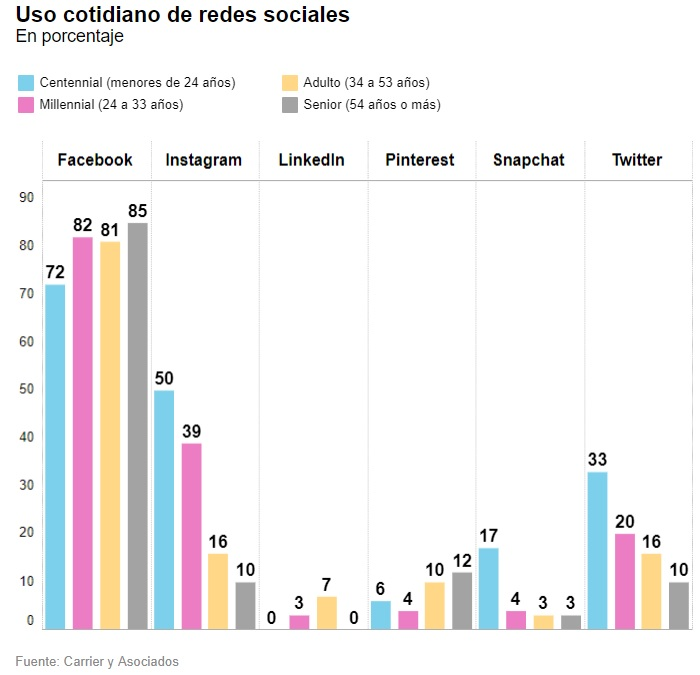 Uso cotidiano de redes sociales
En porcentaje
Centennial (menores de 24 años)
Adulto (34 a 53 años)
Millennial (24 a 33 años)
Senior (54 años o más)
Facebook Instagram LinkedIn Pinterest Snapchat Twitter
90
80
70
60
50
40
30
20
10
0
72 82 81 85
50 39 16 10
0 3 7 0
6 4 10 12
17 4 3 3
33 20 16 10
Fuente: Carrier y Asociados